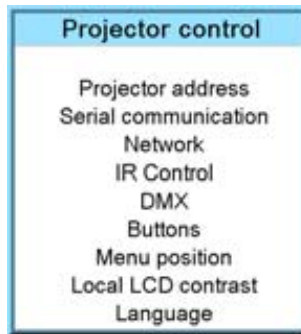 Projector control
Projector address
Serial communication
Network
IR Control
DMX
Buttons
Menu position
Local LCD contrast
Language